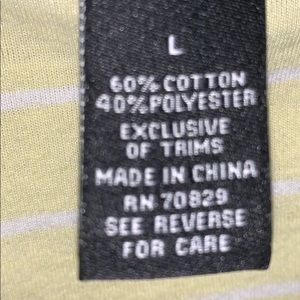 L
60% COTTON
40% POLYESTER
EXCLUSIVE
OF TRIMS
MADE IN CHINA
RN 70829
SEE REVERSE
FOR CARE